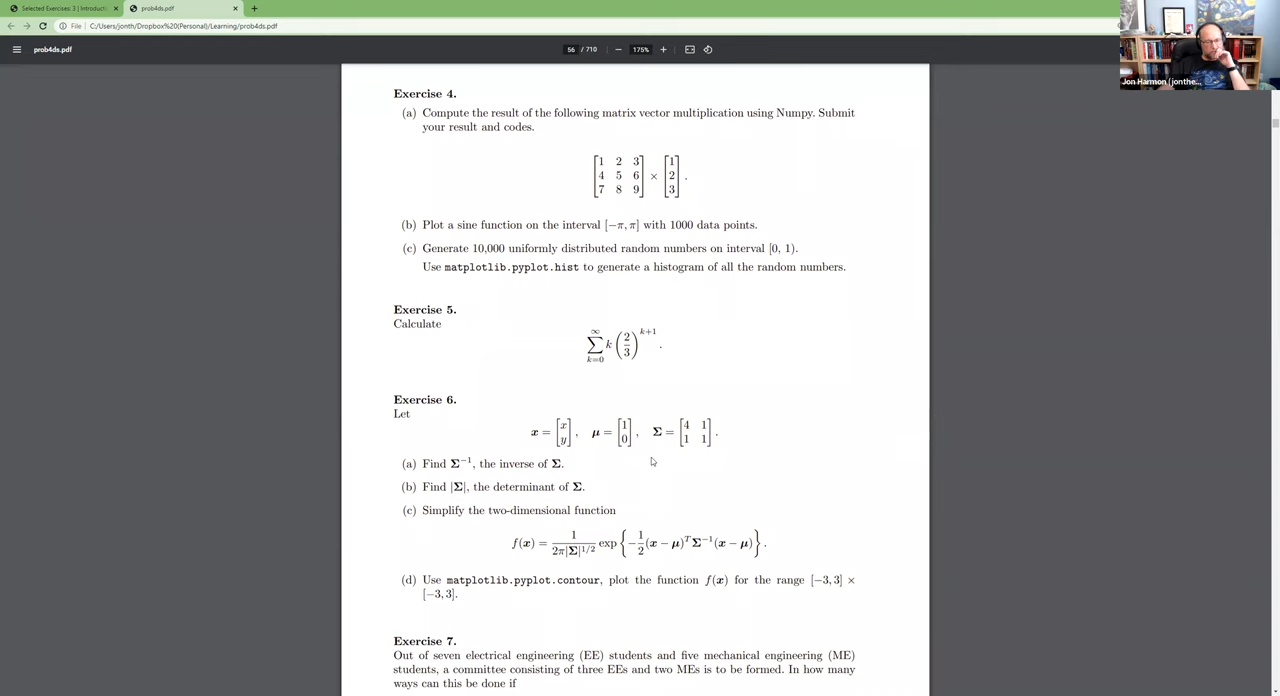 Selected Exercises: 3 | Introducti
prob4ds.pdf
File | C:/Users/jonth/Dropbox%20(Personal)/Learning/prob4ds.pdf
prob4ds.pdf
56 / 710 | − 175% +
Jon Harmon (jonthe...
Exercise 4.
(a) Compute the result of the following matrix vector multiplication using Numpy. Submit
your result and codes.
[1 2 3] [1]
[4 5 6] × [2] .
[7 8 9] [3]
(b) Plot a sine function on the interval [−π, π] with 1000 data points.
(c) Generate 10,000 uniformly distributed random numbers on interval [0, 1).
Use matplotlib.pyplot.hist to generate a histogram of all the random numbers.
Exercise 5.
Calculate
∑_{k=0}^{∞} k (2/3)^{k+1} .
Exercise 6.
Let
x = [x y], μ = [1 0], Σ = [4 1 1 1] .
(a) Find Σ⁻¹, the inverse of Σ.
(b) Find |Σ|, the determinant of Σ.
(c) Simplify the two-dimensional function
f(x) = 1/(2π|Σ|^{1/2}) exp { −1/2 (x − μ)^T Σ⁻¹ (x − μ) } .
(d) Use matplotlib.pyplot.contour, plot the function f(x) for the range [−3, 3] ×
[−3, 3].
Exercise 7.
Out of seven electrical engineering (EE) students and five mechanical engineering (ME)
students, a committee consisting of three EEs and two MEs is to be formed. In how many
ways can this be done if